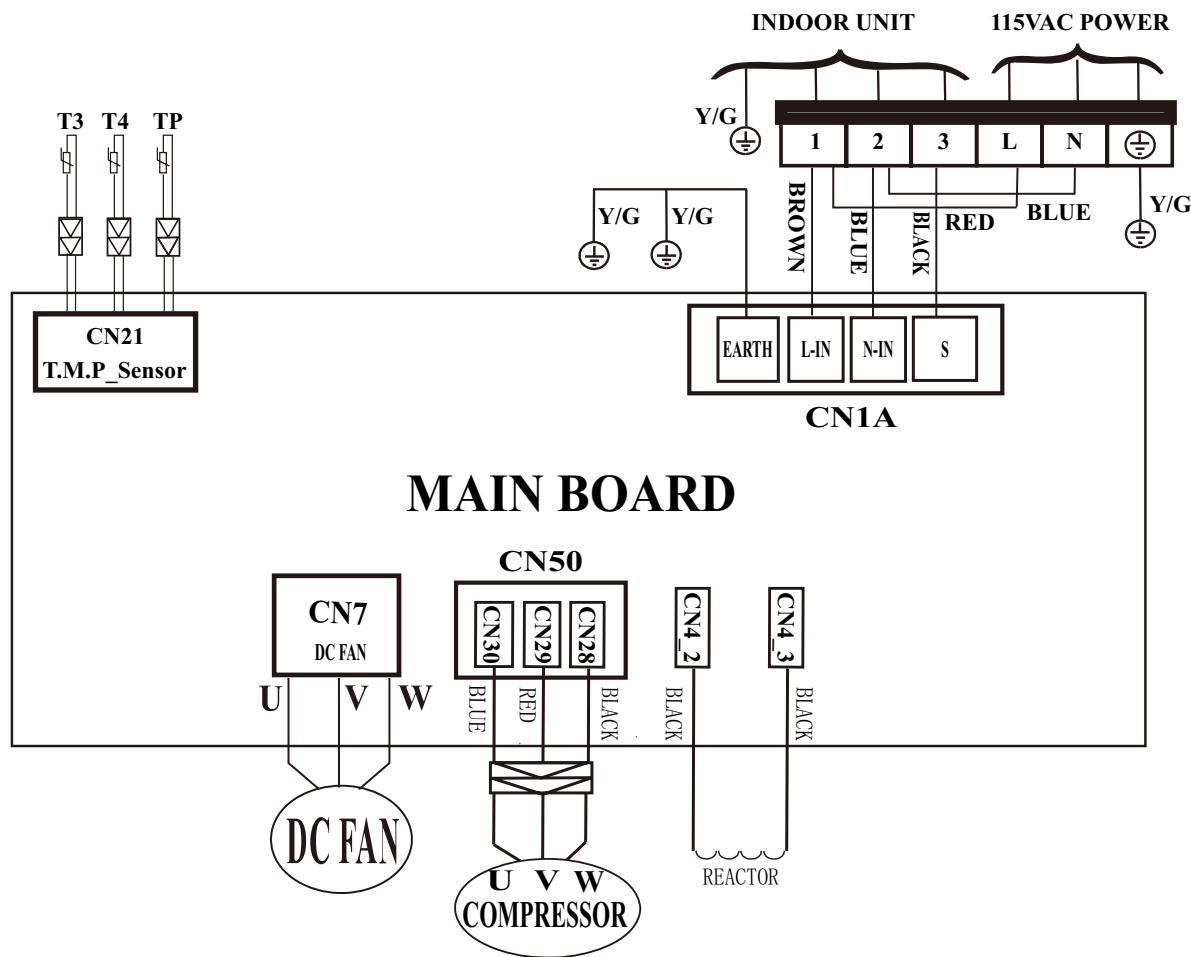 INDOOR UNIT
115VAC POWER
T3 T4 TP
Y/G
1 2 3 L N
Y/G Y/G
BROWN
BLUE
BLACK
RED
BLUE
Y/G
CN21
T.M.P_Sensor
EARTH L-IN N-IN S
CN1A
MAIN BOARD
CN50
CN7
DC FAN
CN30
CN29
CN28
CN4_2
CN4_3
U V W
BLUE
RED
BLACK
BLACK
BLACK
DC FAN
U V W
COMPRESSOR
REACTOR